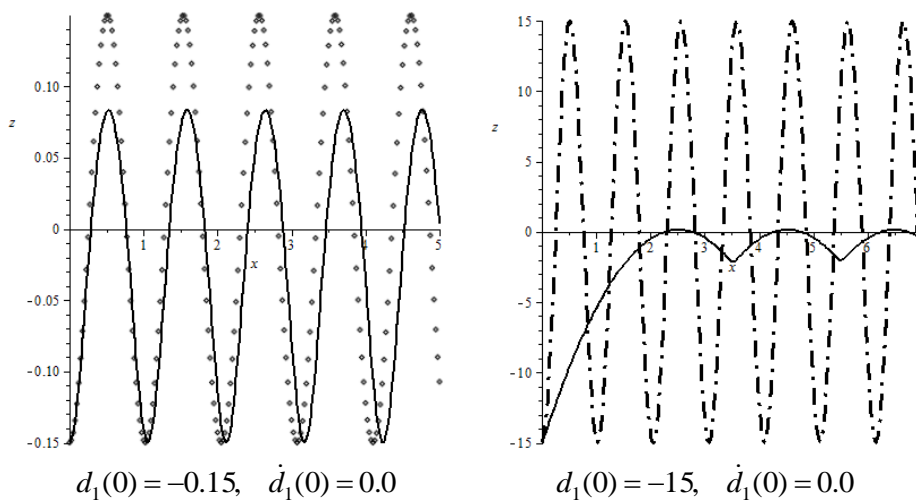 0.10
z
0.05
0
1 2 3 4 5
x
-0.05
-0.10
-0.15
15
10
z
5
0
1 2 3 4 5 6
x
-5
-10
-15
d₁(0) = −0.15, ḋ₁(0) = 0.0
d₁(0) = −15, ḋ₁(0) = 0.0